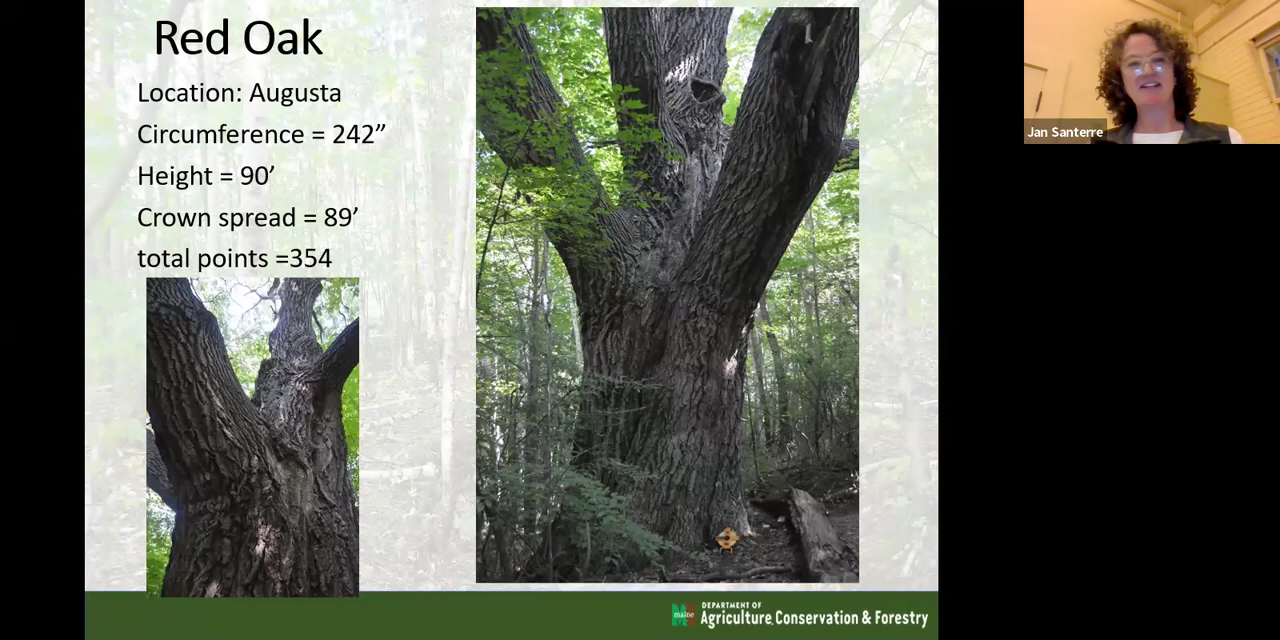 Red Oak
Location: Augusta
Circumference = 242”
Height = 90’
Crown spread = 89’
total points =354
Jan Santerre
maine
DEPARTMENT OF
Agriculture, Conservation & Forestry